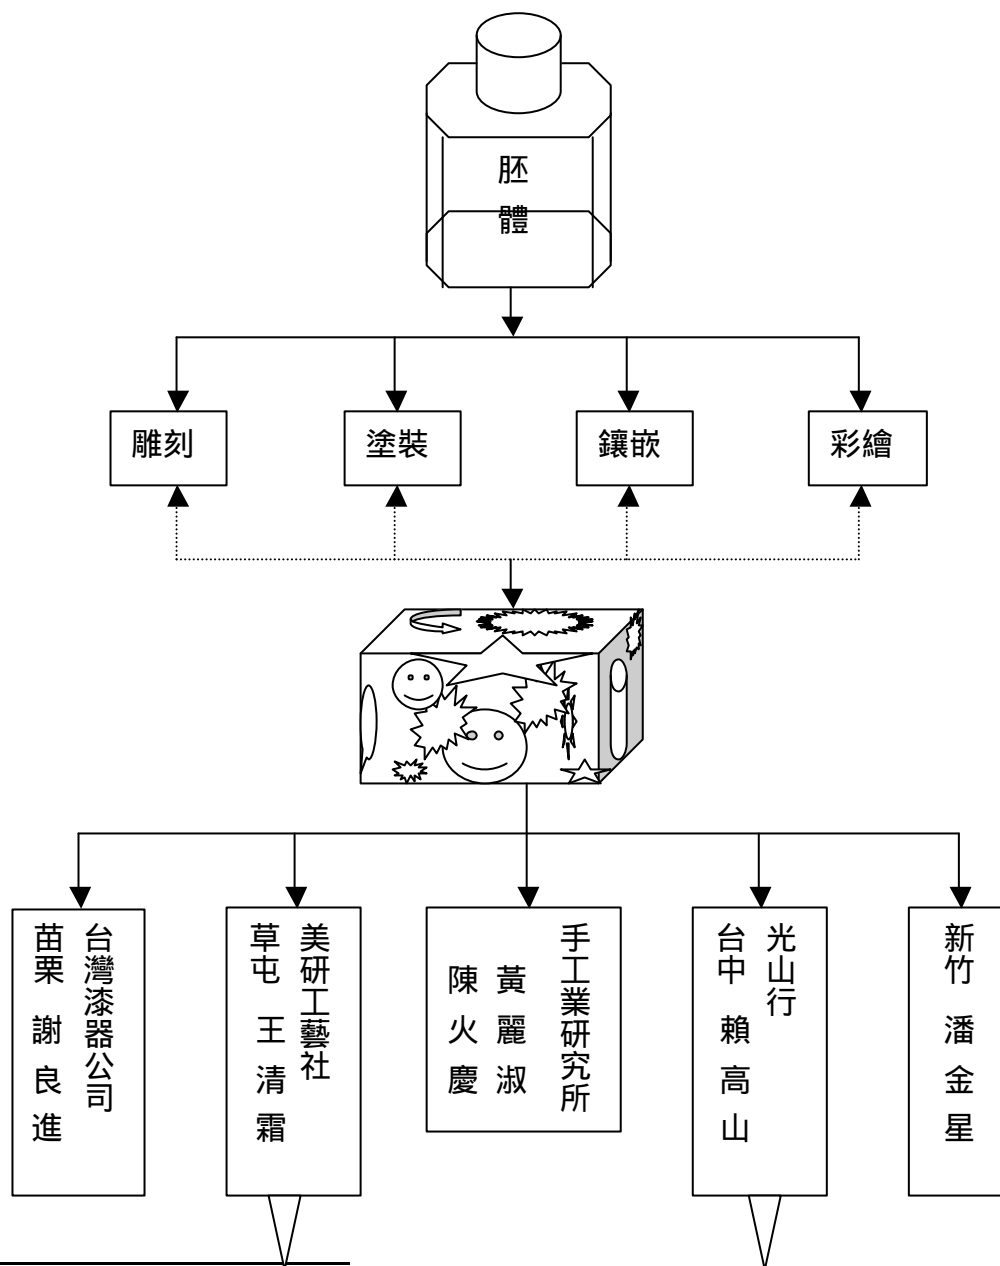 胚
體
雕刻
塗裝
鑲嵌
彩繪
台灣漆器公司
苗栗 謝良進
美研工藝社
草屯 王清霜
手工業研究所
黃麗淑
陳火慶
光山行
台中 賴高山
新竹 潘金星